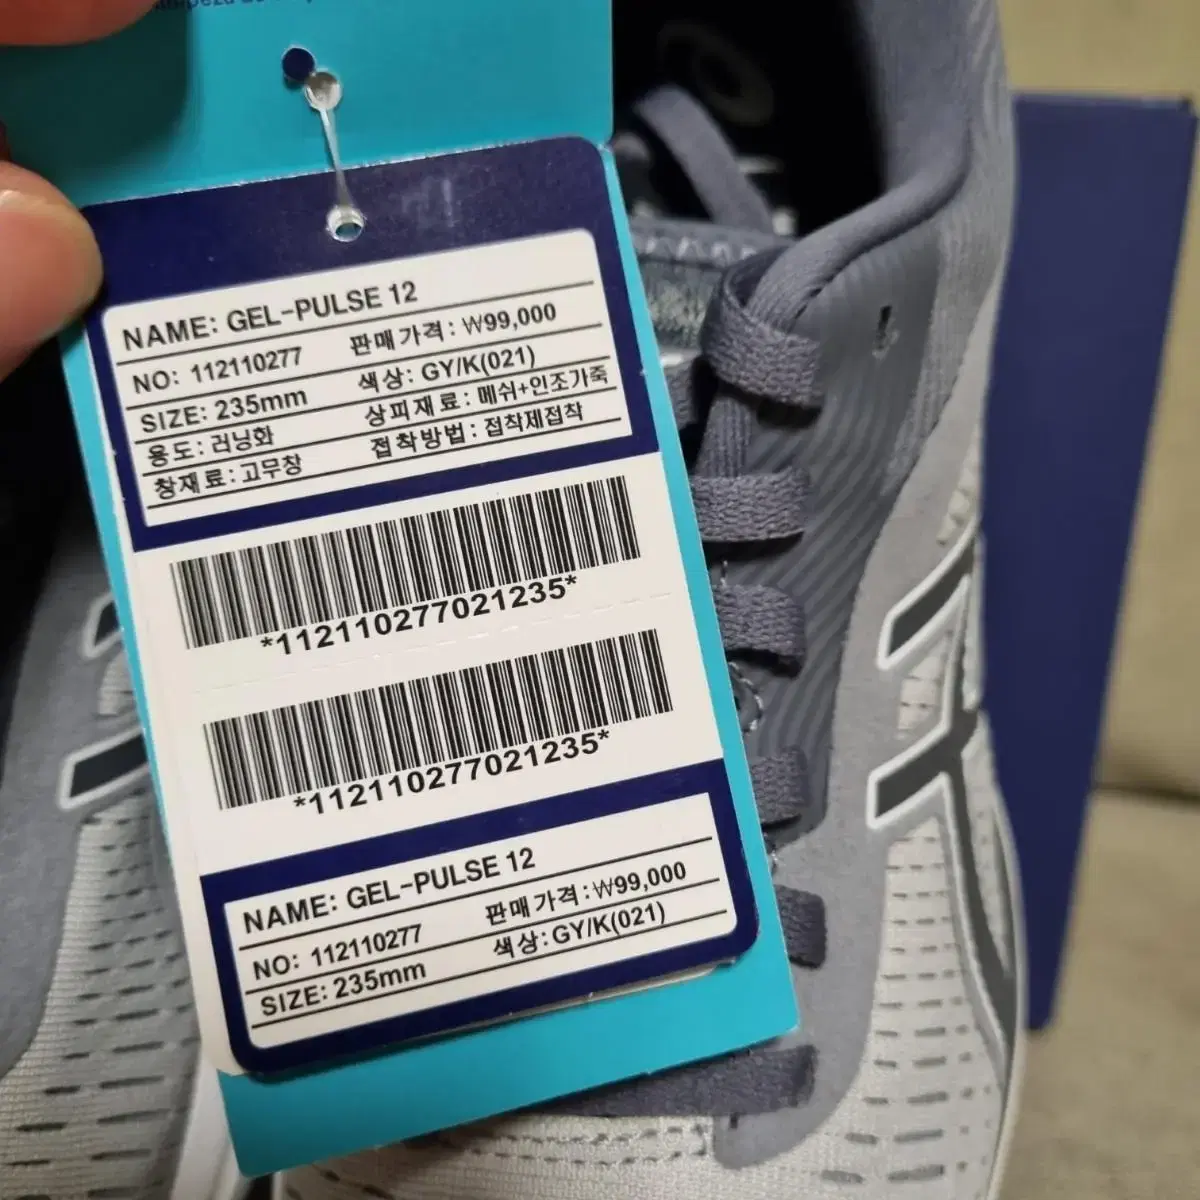 NAME: GEL-PULSE 12
NO: 112110277 판매가격: ₩99,000
SIZE: 235mm 색상: GY/K(021)
용도: 러닝화 상피재료: 메쉬+인조가죽
창재료: 고무창 접착방법: 접착제접착
*112110277021235*
*112110277021235*
NAME: GEL-PULSE 12
NO: 112110277 판매가격: ₩99,000
SIZE: 235mm 색상: GY/K(021)